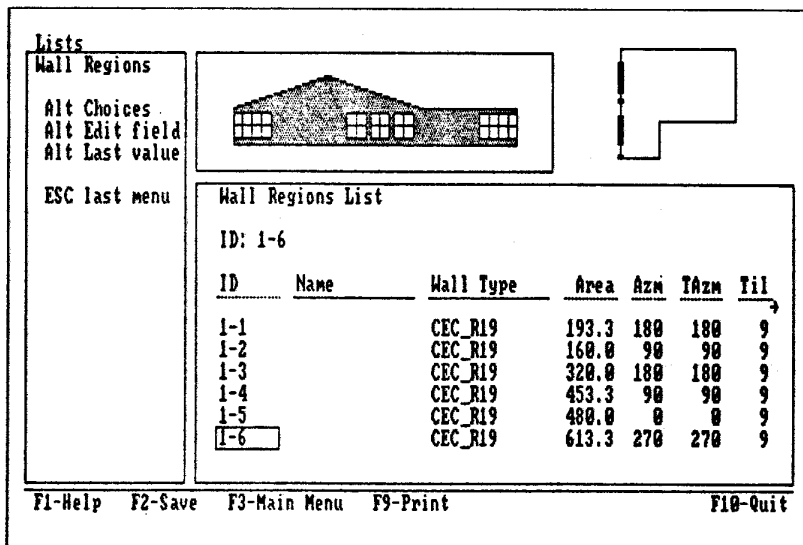 Lists
Wall Regions
Alt Choices
Alt Edit field
Alt Last value
ESC last menu
Wall Regions List
ID: 1-6
ID Name Wall Type Area Azm TAzm Til
1-1 CEC_R19 193.3 180 180 9
1-2 CEC_R19 160.0 90 90 9
1-3 CEC_R19 320.0 180 180 9
1-4 CEC_R19 453.3 90 90 9
1-5 CEC_R19 480.0 0 0 9
1-6 CEC_R19 613.3 270 270 9
F1-Help F2-Save F3-Main Menu F9-Print F10-Quit